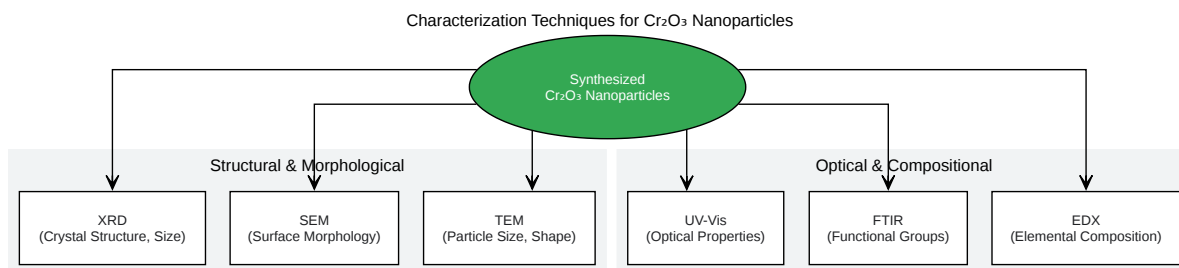 Characterization Techniques for Cr₂O₃ Nanoparticles
Synthesized
Cr₂O₃ Nanoparticles
Structural & Morphological
Optical & Compositional
XRD
(Crystal Structure, Size)
SEM
(Surface Morphology)
TEM
(Particle Size, Shape)
UV-Vis
(Optical Properties)
FTIR
(Functional Groups)
EDX
(Elemental Composition)